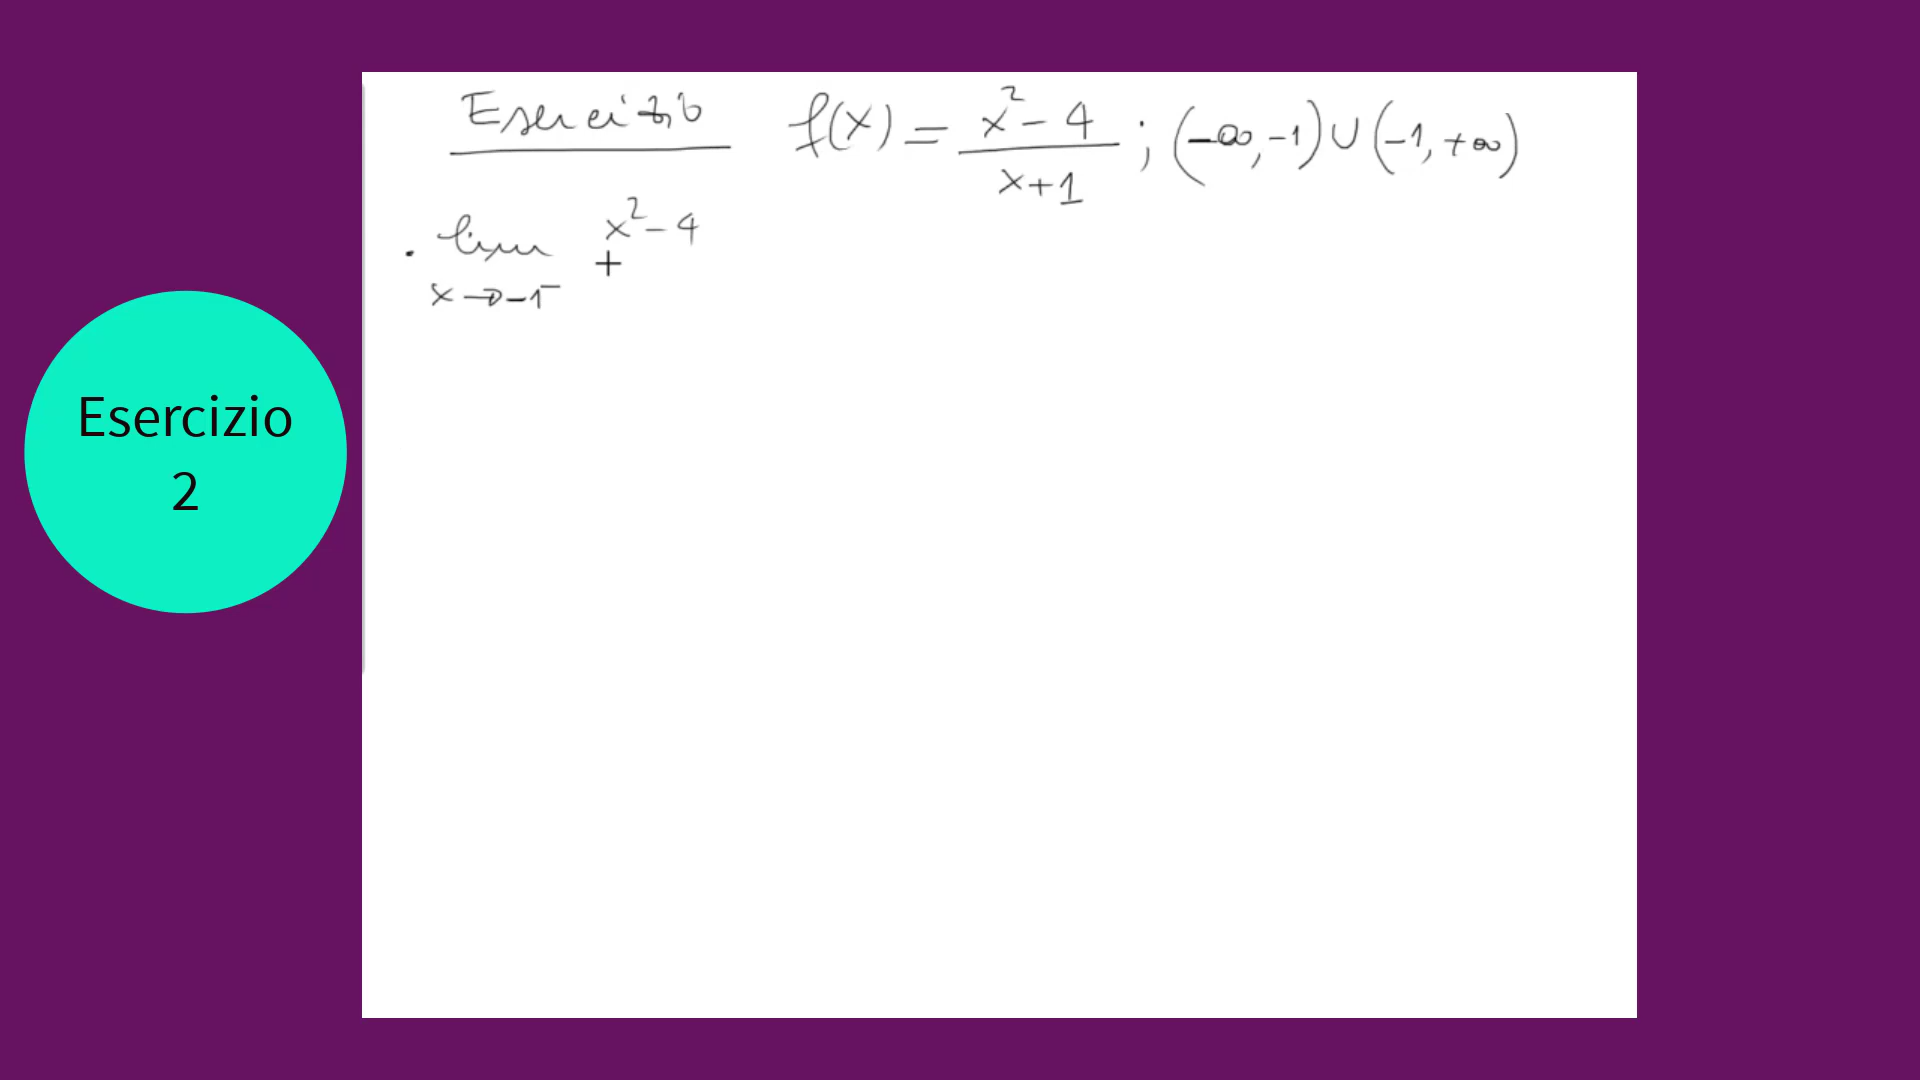 Esercizio f(x) = x² - 4 / x + 1 ; (-∞, -1) ∪ (-1, +∞)
. lim x² - 4
x → -1⁻
Esercizio
2